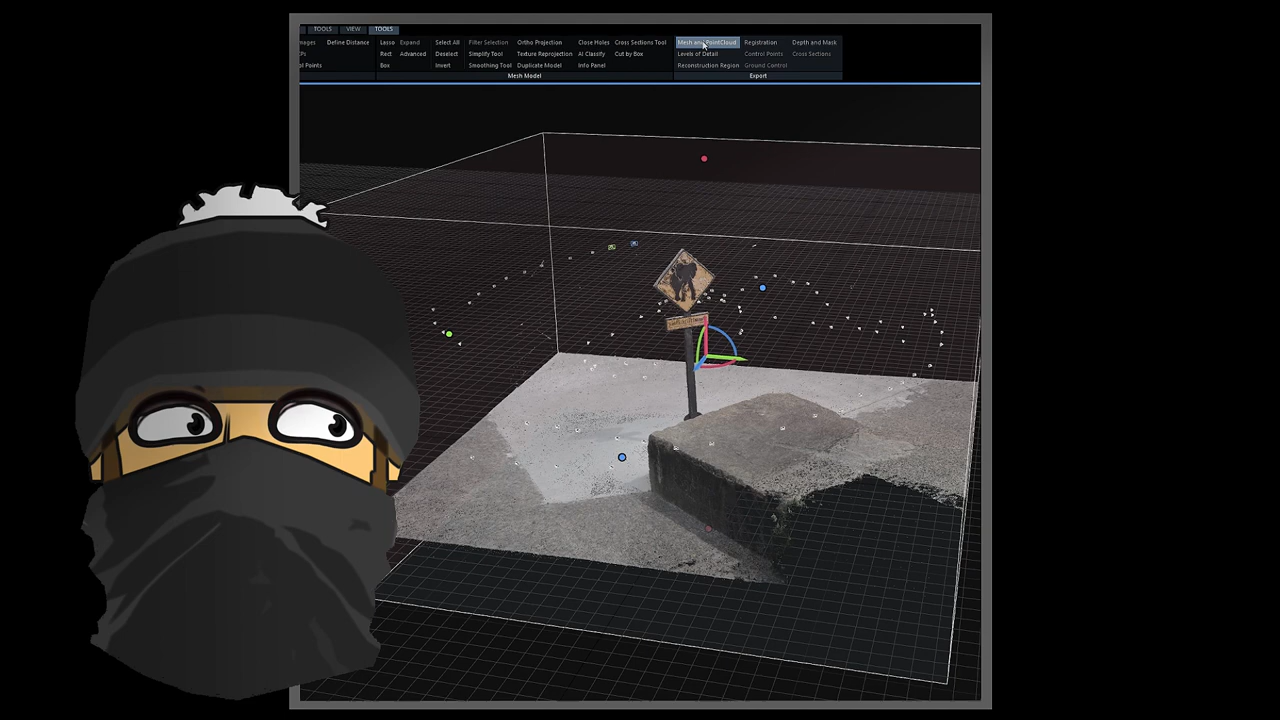 TOOLS VIEW TOOLS
mages Define Distance Lasso Expand Select All Filter Selection Ortho Projection Close Holes Cross Sections Tool Mesh and PointCloud Registration Depth and Mask
Rect Advanced Deselect Simplify Tool Texture Reprojection AI Classify Cut by Box Levels of Detail Control Points Cross Sections
ol Points Box Invert Smoothing Tool Duplicate Model Info Panel Reconstruction Region Ground Control
Mesh Model Export